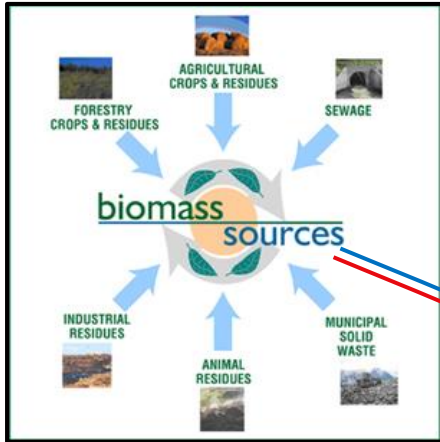 AGRICULTURAL
CROPS & RESIDUES
FORESTRY
CROPS & RESIDUES
SEWAGE
biomass
sources
INDUSTRIAL
RESIDUES
ANIMAL
RESIDUES
MUNICIPAL
SOLID
WASTE